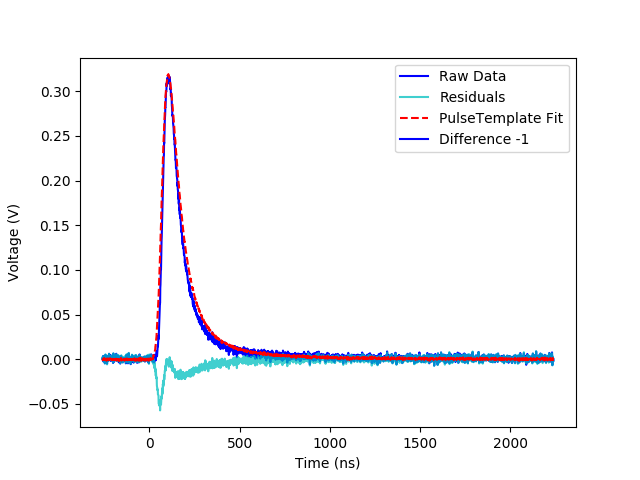 Raw Data
Residuals
PulseTemplate Fit
Difference -1
0.30
0.25
0.20
0.15
0.10
0.05
0.00
−0.05
Voltage (V)
0
500
1000
1500
2000
Time (ns)